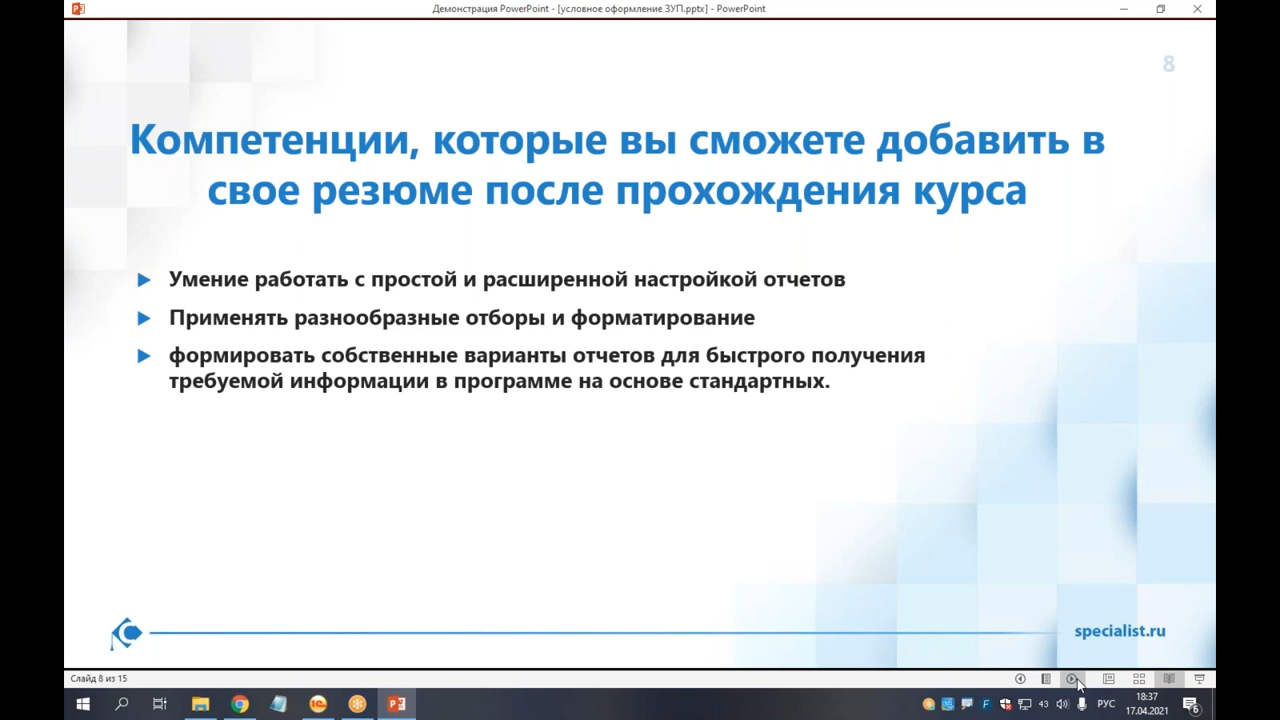 Демонстрация PowerPoint - [условное оформление ЗУП.pptx] - PowerPoint
8
Компетенции, которые вы сможете добавить в
свое резюме после прохождения курса
Умение работать с простой и расширенной настройкой отчетов
Применять разнообразные отборы и форматирование
формировать собственные варианты отчетов для быстрого получения
требуемой информации в программе на основе стандартных.
specialist.ru
Слайд 8 из 15
43
РУС
18:37
17.04.2021
6